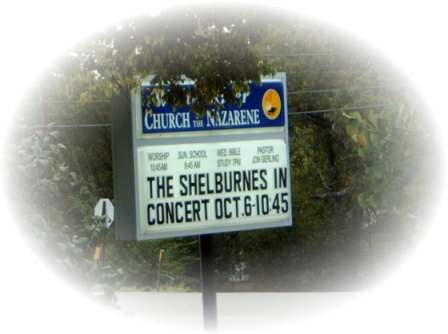 CHURCH OF THE NAZARENE
WORSHIP SUN. SCHOOL WED. BIBLE PASTOR
10:45AM 9:45 AM STUDY 7PM JON GERLING
THE SHELBURNES IN
CONCERT OCT.6-10:45